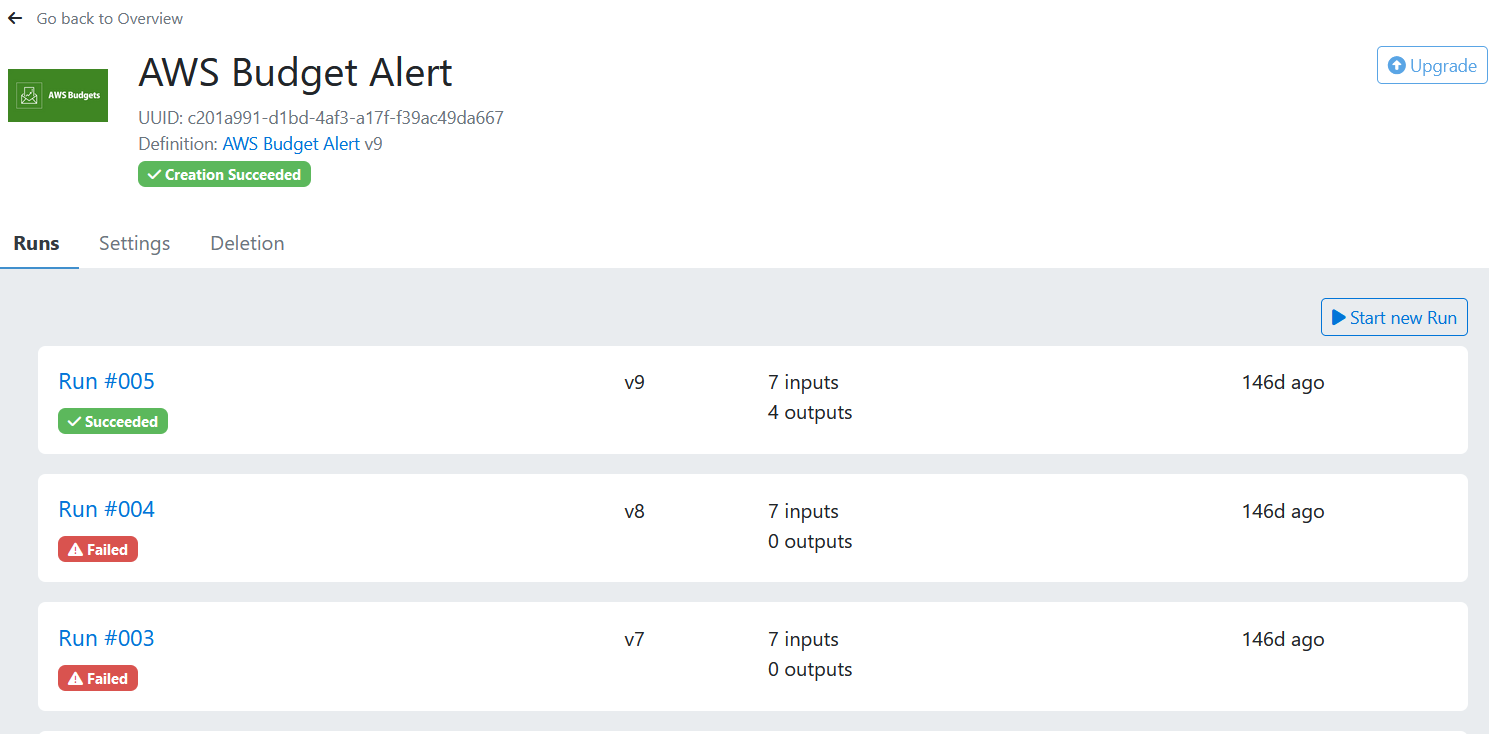 Go back to Overview
AWS Budgets
AWS Budget Alert
Upgrade
UUID: c201a991-d1bd-4af3-a17f-f39ac49da667
Definition: AWS Budget Alert v9
Creation Succeeded
Runs Settings Deletion
Start new Run
Run #005 v9 7 inputs 146d ago
4 outputs
Succeeded
Run #004 v8 7 inputs 146d ago
0 outputs
Failed
Run #003 v7 7 inputs 146d ago
0 outputs
Failed